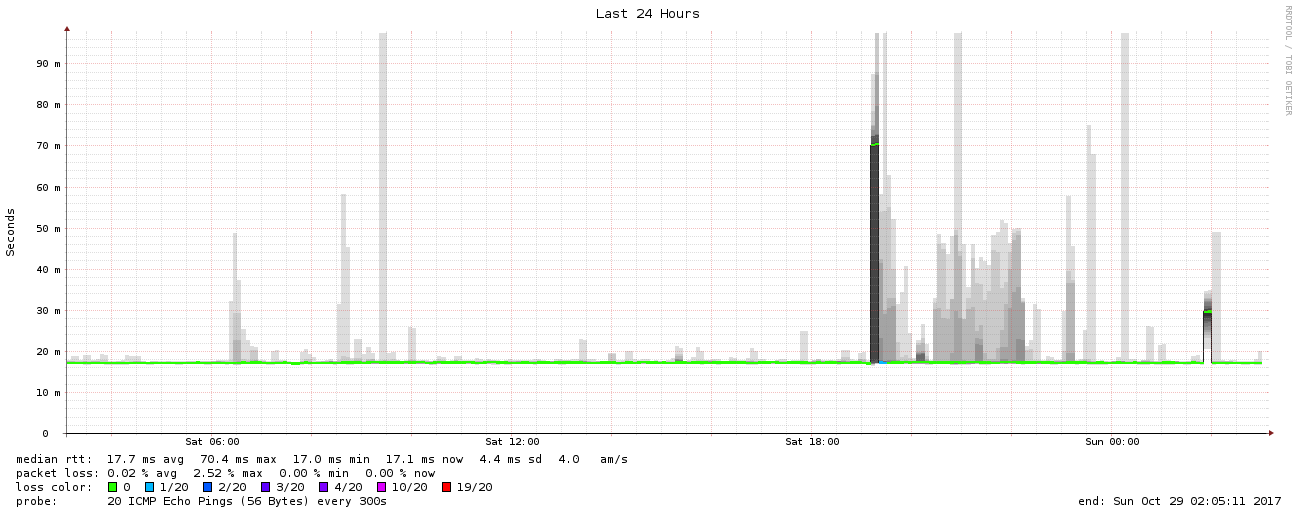 Last 24 Hours
RRDTOOL / TOBI OETIKER
Seconds
90 m
80 m
70 m
60 m
50 m
40 m
30 m
20 m
10 m
0
Sat 06:00 Sat 12:00 Sat 18:00 Sun 00:00
median rtt: 17.7 ms avg 70.4 ms max 17.0 ms min 17.1 ms now 4.4 ms sd 4.0 am/s
packet loss: 0.02 % avg 2.52 % max 0.00 % min 0.00 % now
loss color: 0 1/20 2/20 3/20 4/20 10/20 19/20
probe: 20 ICMP Echo Pings (56 Bytes) every 300s end: Sun Oct 29 02:05:11 2017